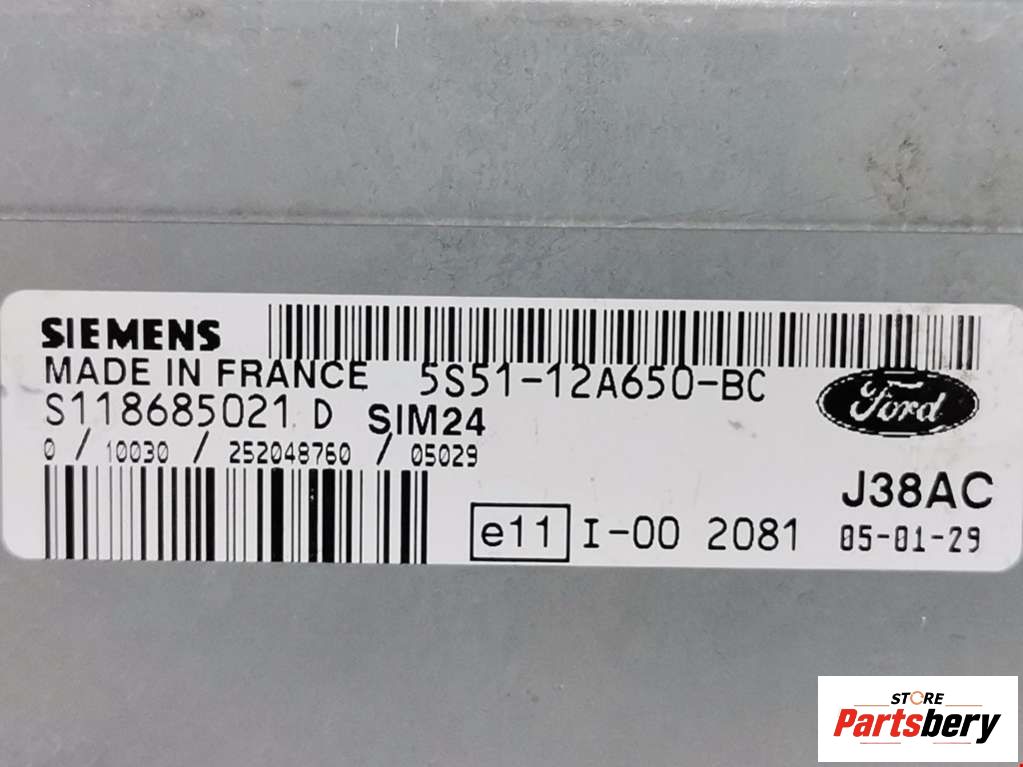 SIEMENS
MADE IN FRANCE 5S51-12A650-BC
Ford
S118685021 D SIM24
0 / 10030 / 252048760 / 05029
J38AC
e11 I-00 2081 05-01-29
STORE
Partsbery